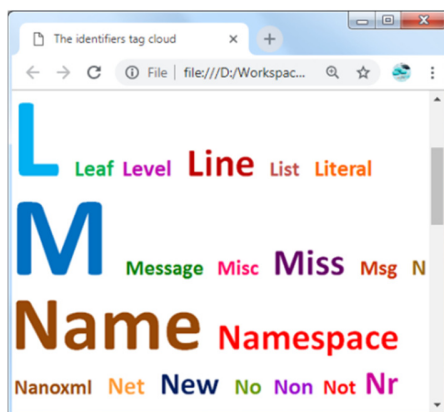 The identifiers tag cloud
File file:///D:/Workspac...
L Leaf Level Line List Literal
M Message Misc Miss Msg N
Name Namespace
Nanoxml Net New No Non Not Nr